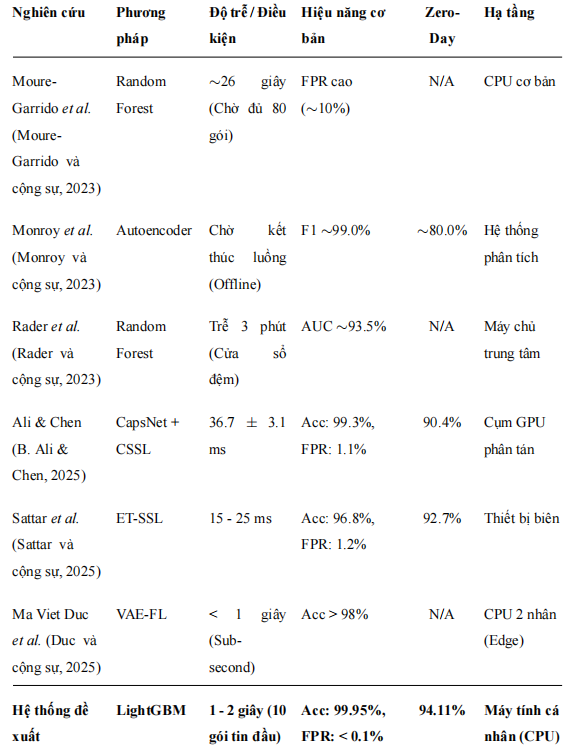 Nghiên cứu Phương pháp Độ trễ / Điều kiện Hiệu năng cơ bản Zero-Day Hạ tầng
Moure-Garrido et al. (Moure-Garrido và cộng sự, 2023) Random Forest ∼26 giây (Chờ đủ 80 gói) FPR cao (∼10%) N/A CPU cơ bản
Monroy et al. (Monroy và cộng sự, 2023) Autoencoder Chờ kết thúc luồng (Offline) F1 ∼99.0% ∼80.0% Hệ thống phân tích
Rader et al. (Rader và cộng sự, 2023) Random Forest Trễ 3 phút (Cửa sổ đệm) AUC ∼93.5% N/A Máy chủ trung tâm
Ali & Chen (B. Ali & Chen, 2025) CapsNet + CSSL 36.7 ± 3.1 ms Acc: 99.3%, FPR: 1.1% 90.4% Cụm GPU phân tán
Sattar et al. (Sattar và cộng sự, 2025) ET-SSL 15 - 25 ms Acc: 96.8%, FPR: 1.2% 92.7% Thiết bị biên
Ma Viet Duc et al. (Duc và cộng sự, 2025) VAE-FL < 1 giây (Sub-second) Acc > 98% N/A CPU 2 nhân (Edge)
Hệ thống đề xuất LightGBM 1 - 2 giây (10 gói tin đầu) Acc: 99.95%, FPR: < 0.1% 94.11% Máy tính cá nhân (CPU)